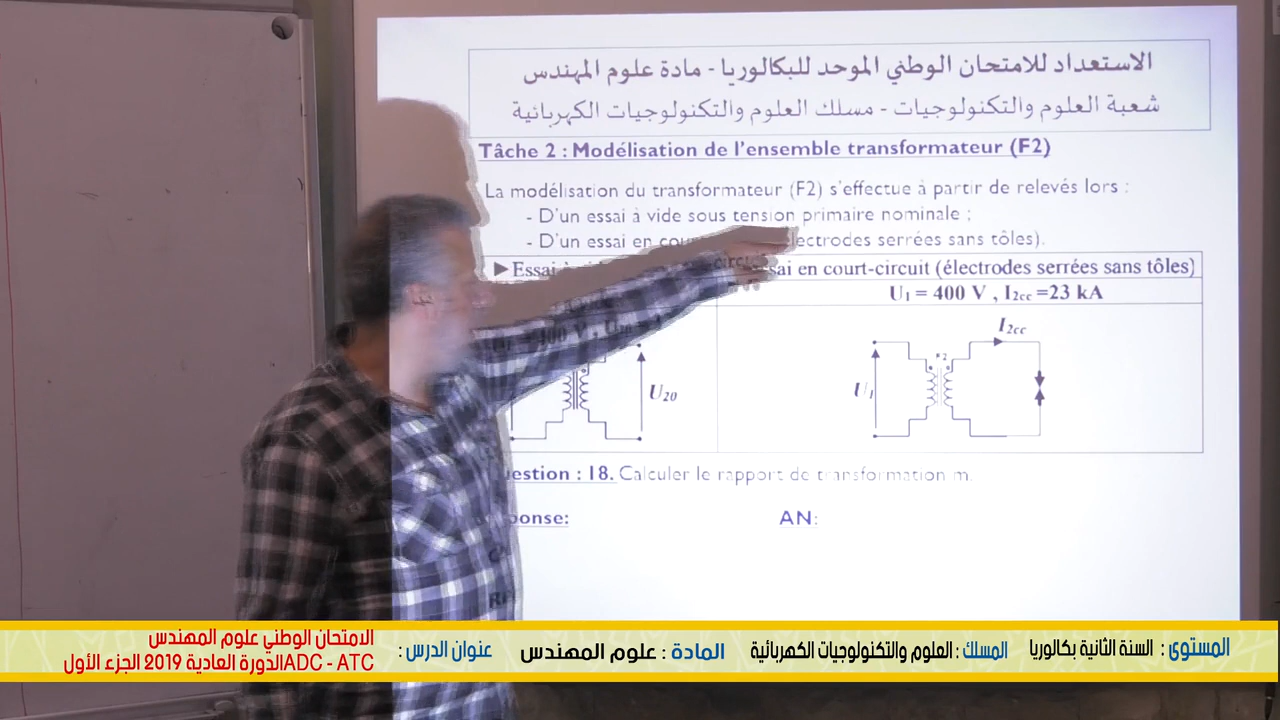 الاستعداد للامتحان الوطني الموحد للبكالوريا - مادة علوم المهندس
شعبة العلوم والتكنولوجيات - مسلك العلوم والتكنولوجيات الكهربائية
Tâche 2 : Modélisation de l'ensemble transformateur (F2)
La modélisation du transformateur (F2) s'effectue à partir de relevés lors :
- D'un essai à vide sous tension primaire nominale ;
- D'un essai en électrodes serrées sans tôles).
►Essai
en court-circuit (électrodes serrées sans tôles)
U1 = 400 V , I2cc =23 kA
I2cc
U20
U1
18. Calculer le rapport de transformation m.
AN:
المستوى : السنة الثانية بكالوريا
المسلك : العلوم والتكنولوجيات الكهربائية
المادة : علوم المهندس
عنوان الدرس :
الامتحان الوطني علوم المهندس
ADC - ATCالدورة العادية 2019 الجزء الأول